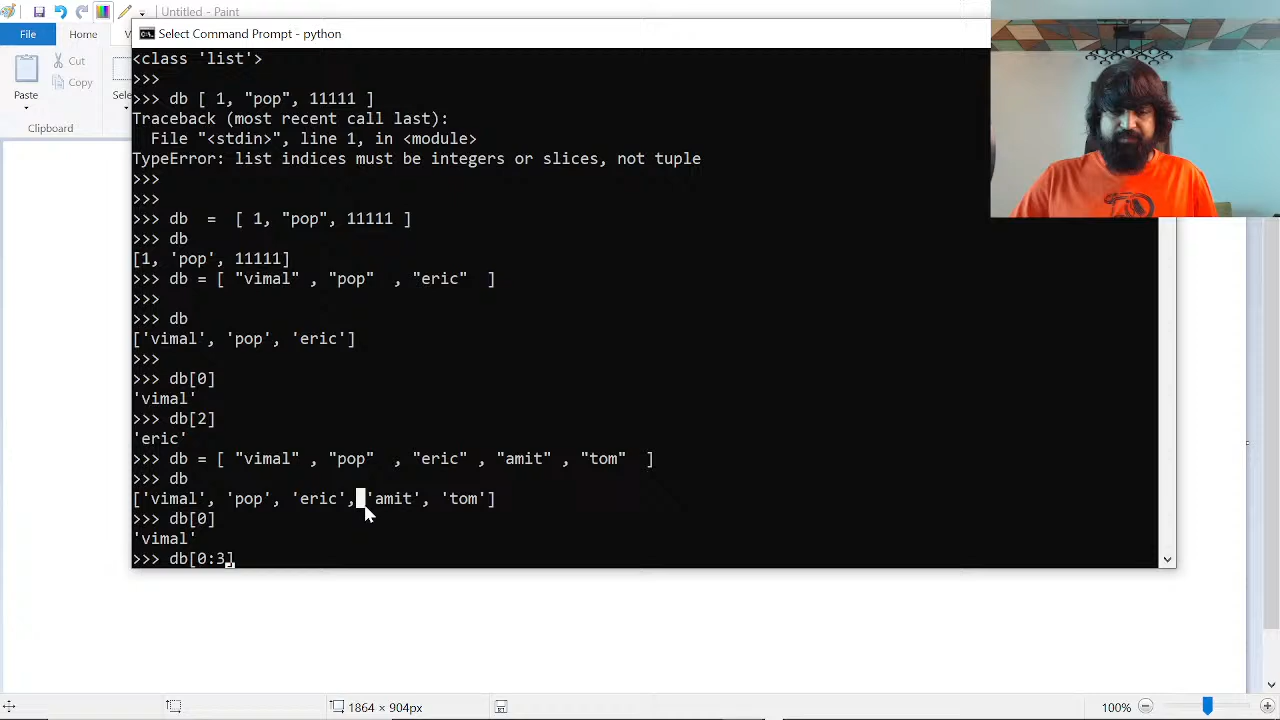 Untitled - Paint
File
Home
Cut
Copy
Paste
Clipboard
Select Command Prompt - python
<class 'list'>
>>>
>>> db [ 1, "pop", 11111 ]
Traceback (most recent call last):
File "<stdin>", line 1, in <module>
TypeError: list indices must be integers or slices, not tuple
>>>
>>>
>>> db  =  [ 1, "pop", 11111 ]
>>> db
[1, 'pop', 11111]
>>> db = [ "vimal" , "pop"  , "eric"  ]
>>>
>>> db
['vimal', 'pop', 'eric']
>>>
>>> db[0]
'vimal'
>>> db[2]
'eric'
>>> db = [ "vimal" , "pop"  , "eric" , "amit" , "tom"  ]
>>> db
['vimal', 'pop', 'eric', 'amit', 'tom']
>>> db[0]
'vimal'
>>> db[0:3]
1864 × 904px
100%